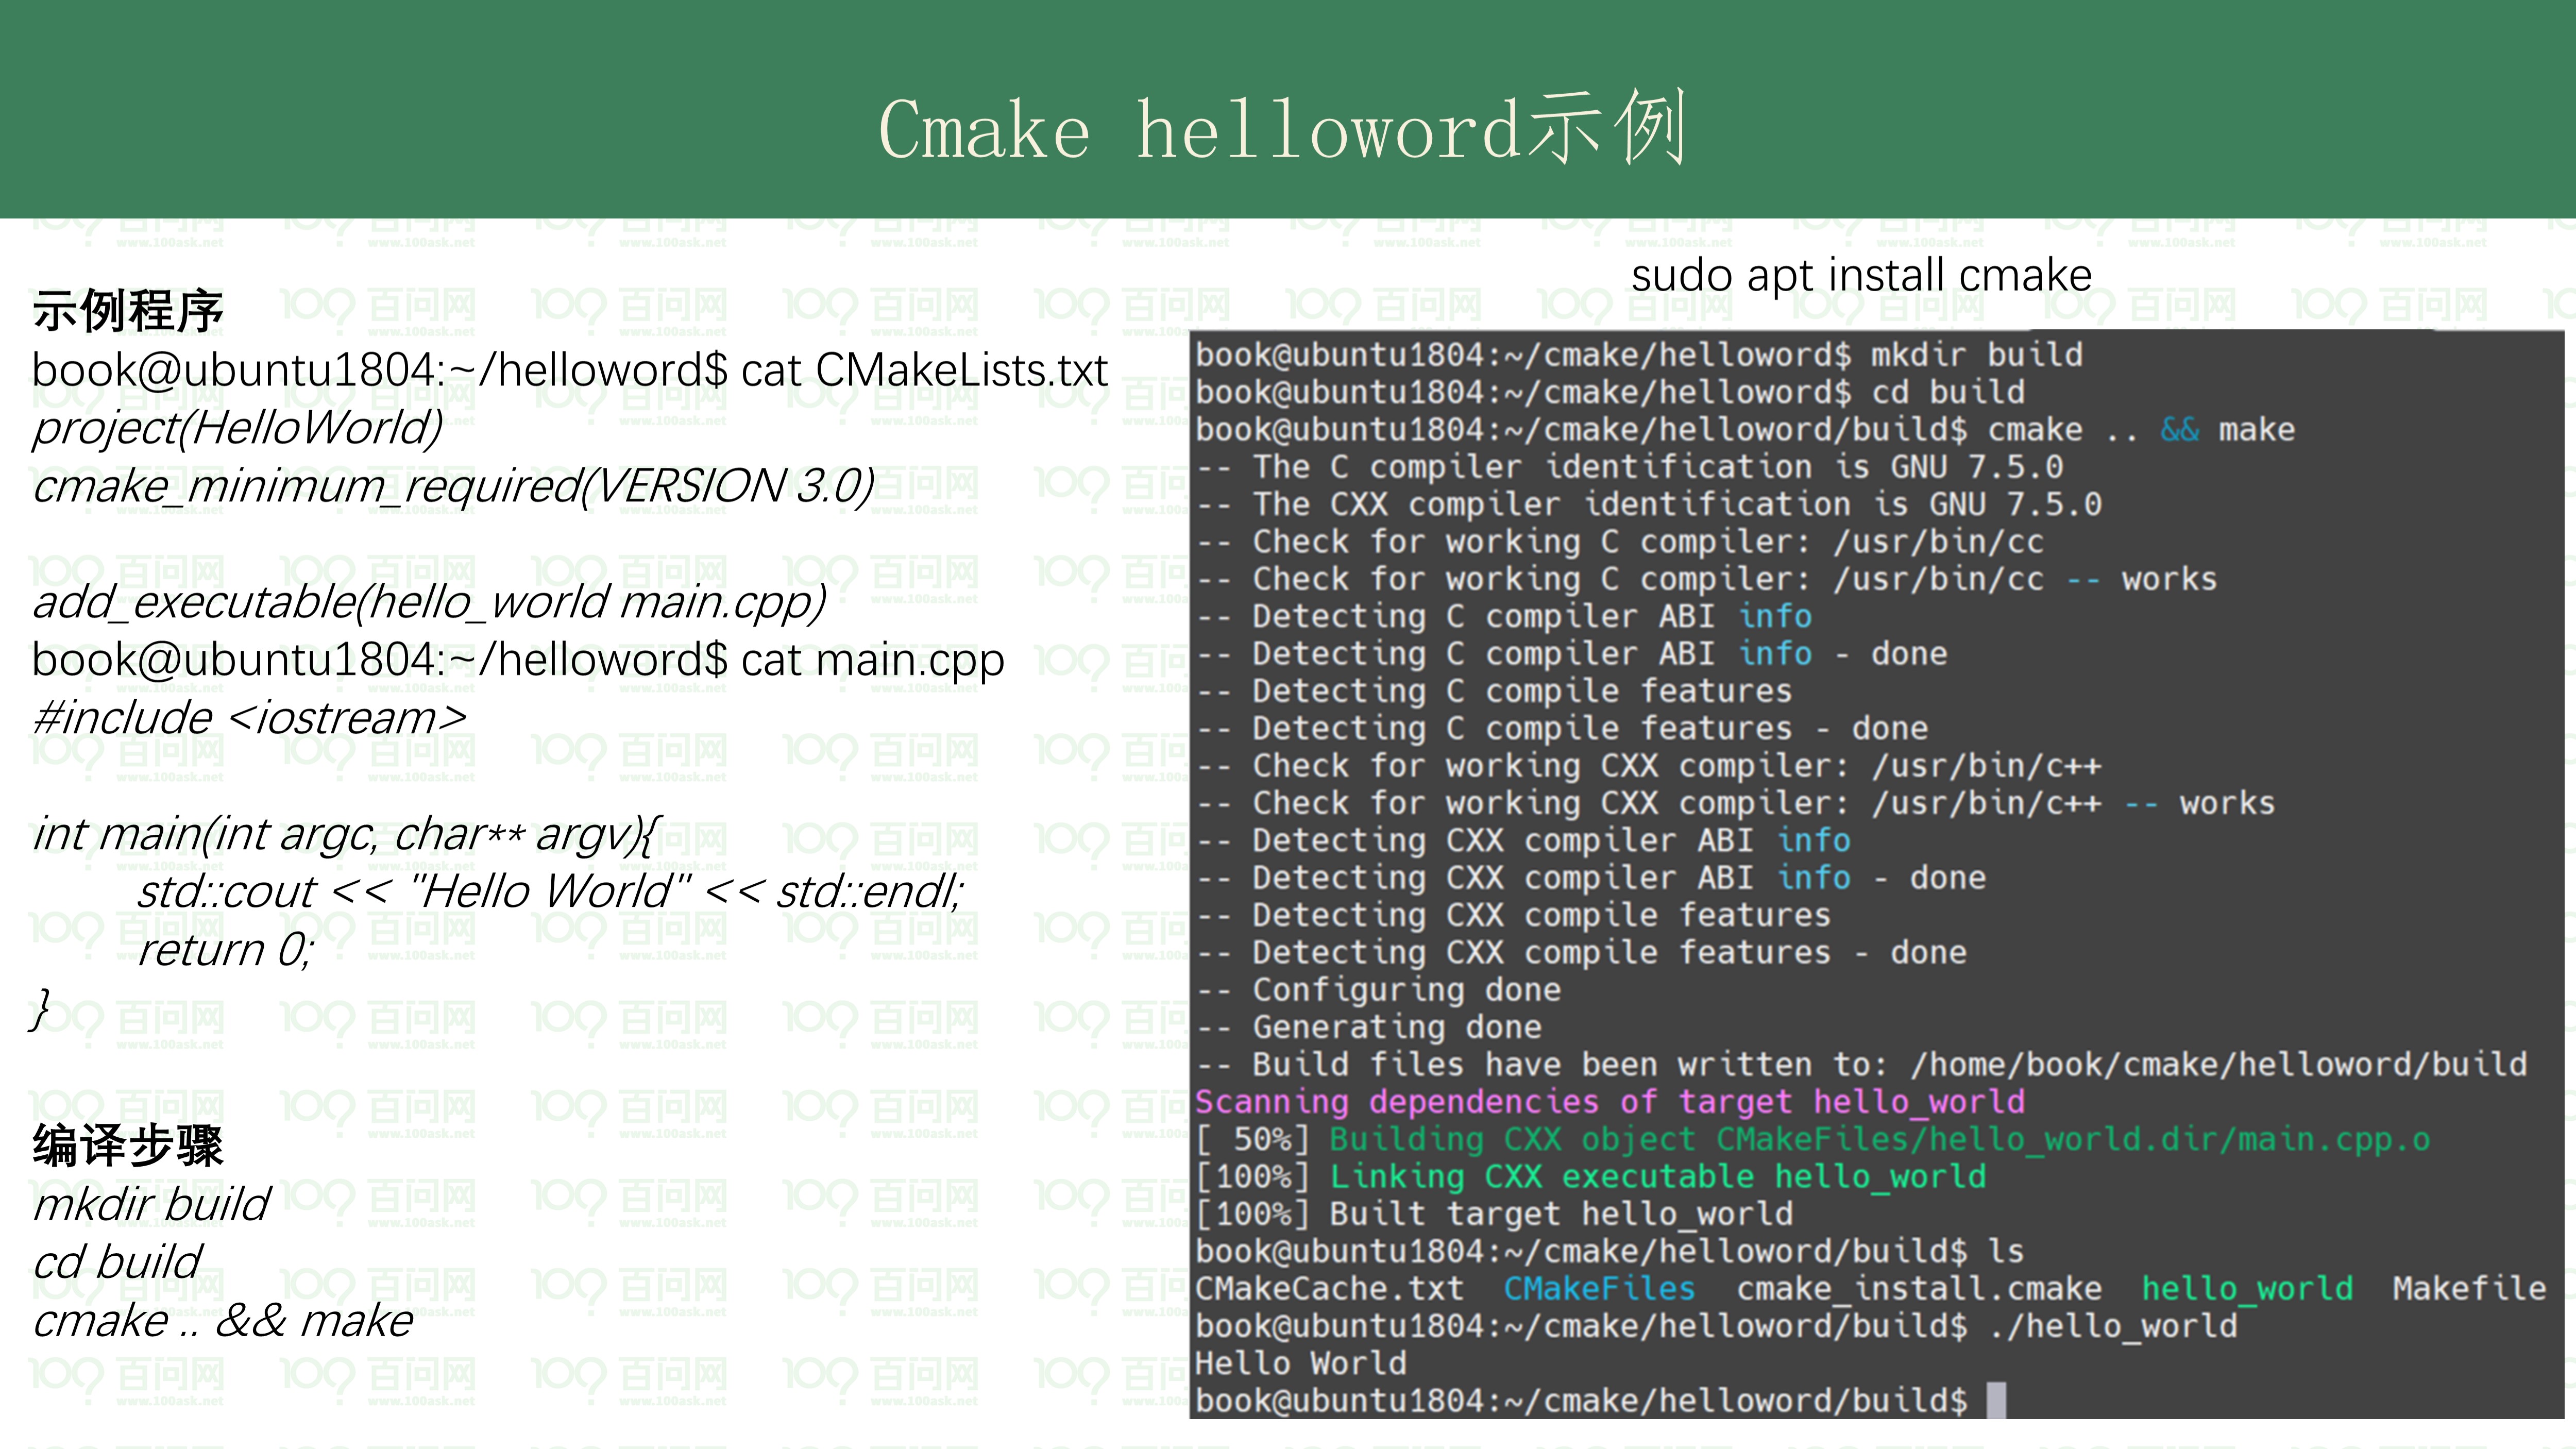 Cmake helloword示例
示例程序
book@ubuntu1804:~/helloword$ cat CMakeLists.txt
project(HelloWorld)
cmake_minimum_required(VERSION 3.0)
add_executable(hello_world main.cpp)
book@ubuntu1804:~/helloword$ cat main.cpp
#include <iostream>
int main(int argc, char** argv){
std::cout << "Hello World" << std::endl;
return 0;
}
编译步骤
mkdir build
cd build
cmake .. && make
sudo apt install cmake
book@ubuntu1804:~/cmake/helloword$ mkdir build
book@ubuntu1804:~/cmake/helloword$ cd build
book@ubuntu1804:~/cmake/helloword/build$ cmake .. && make
-- The C compiler identification is GNU 7.5.0
-- The CXX compiler identification is GNU 7.5.0
-- Check for working C compiler: /usr/bin/cc
-- Check for working C compiler: /usr/bin/cc -- works
-- Detecting C compiler ABI info
-- Detecting C compiler ABI info - done
-- Detecting C compile features
-- Detecting C compile features - done
-- Check for working CXX compiler: /usr/bin/c++
-- Check for working CXX compiler: /usr/bin/c++ -- works
-- Detecting CXX compiler ABI info
-- Detecting CXX compiler ABI info - done
-- Detecting CXX compile features
-- Detecting CXX compile features - done
-- Configuring done
-- Generating done
-- Build files have been written to: /home/book/cmake/helloword/build
Scanning dependencies of target hello_world
[ 50%] Building CXX object CMakeFiles/hello_world.dir/main.cpp.o
[100%] Linking CXX executable hello_world
[100%] Built target hello_world
book@ubuntu1804:~/cmake/helloword/build$ ls
CMakeCache.txt CMakeFiles cmake_install.cmake hello_world Makefile
book@ubuntu1804:~/cmake/helloword/build$ ./hello_world
Hello World
book@ubuntu1804:~/cmake/helloword/build$
百问网
www.100ask.net